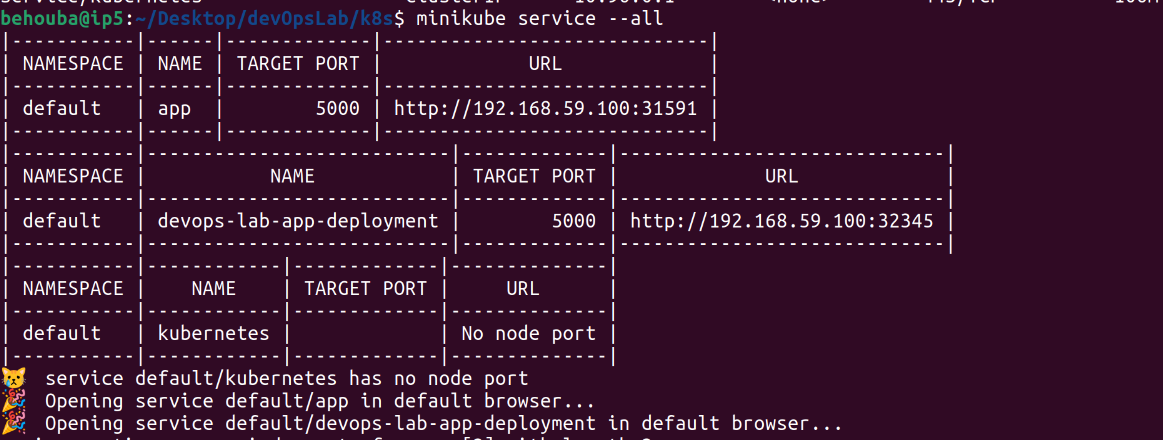 behouba@ip5:~/Desktop/devOpsLab/k8s$ minikube service --all
|-----------|------|-------------|-----------------------------|
| NAMESPACE | NAME | TARGET PORT |             URL             |
|-----------|------|-------------|-----------------------------|
| default   | app  |        5000 | http://192.168.59.100:31591 |
|-----------|------|-------------|-----------------------------|
|-----------|----------------------------|-------------|-----------------------------|
| NAMESPACE |            NAME            | TARGET PORT |             URL             |
|-----------|----------------------------|-------------|-----------------------------|
| default   | devops-lab-app-deployment |        5000 | http://192.168.59.100:32345 |
|-----------|----------------------------|-------------|-----------------------------|
|-----------|------------|-------------|--------------|
| NAMESPACE |    NAME    | TARGET PORT |     URL      |
|-----------|------------|-------------|--------------|
| default   | kubernetes |             | No node port |
|-----------|------------|-------------|--------------|
😿 service default/kubernetes has no node port
🎉 Opening service default/app in default browser...
🎉 Opening service default/devops-lab-app-deployment in default browser...